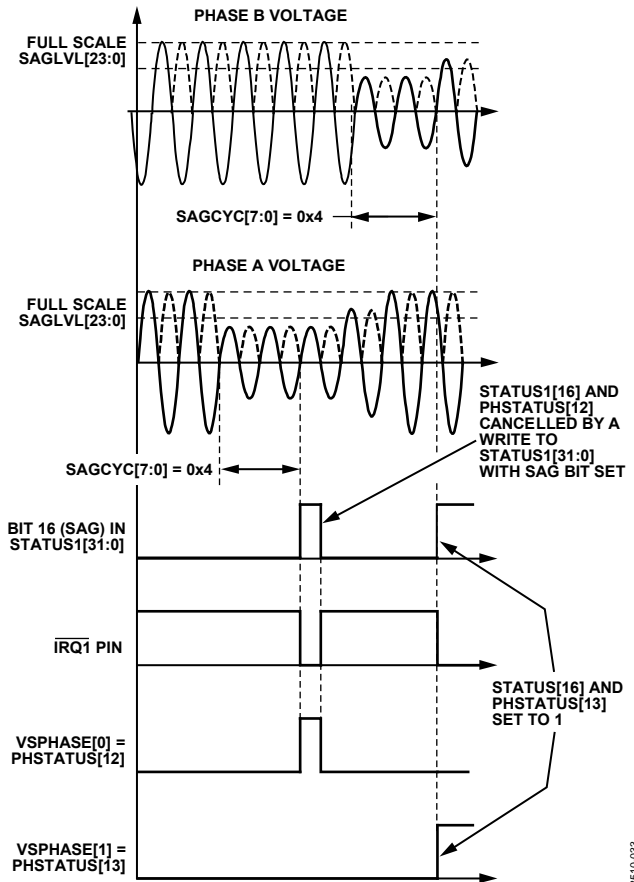 PHASE B VOLTAGE
FULL SCALE
SAGLVL[23:0]
SAGCYC[7:0] = 0x4
PHASE A VOLTAGE
FULL SCALE
SAGLVL[23:0]
STATUS1[16] AND
PHSTATUS[12]
CANCELLED BY A
WRITE TO
STATUS1[31:0]
WITH SAG BIT SET
SAGCYC[7:0] = 0x4
BIT 16 (SAG) IN
STATUS1[31:0]
IRQ1 PIN
STATUS[16] AND
PHSTATUS[13]
SET TO 1
VSPHASE[0] =
PHSTATUS[12]
VSPHASE[1] =
PHSTATUS[13]